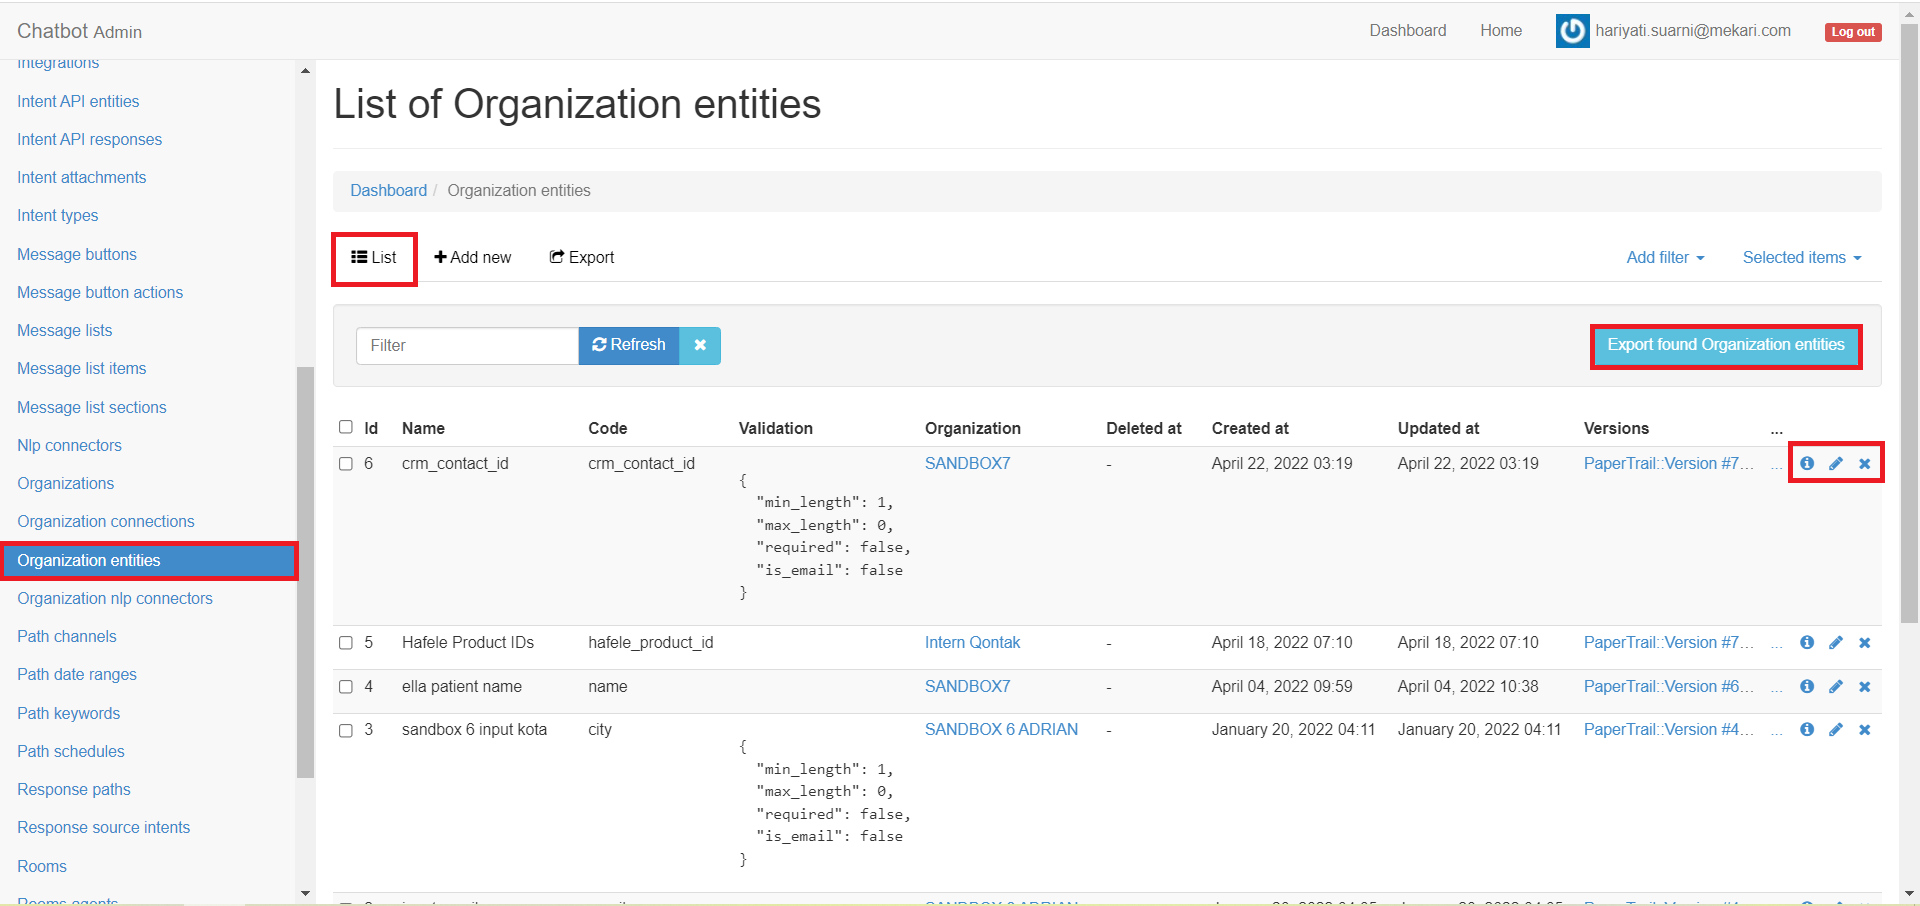 Chatbot Admin
Dashboard
Home
hariyati.suarni@mekari.com
Log out
Integrations
Intent API entities
Intent API responses
Intent attachments
Intent types
Message buttons
Message button actions
Message lists
Message list items
Message list sections
Nlp connectors
Organizations
Organization connections
Organization entities
Organization nlp connectors
Path channels
Path date ranges
Path keywords
Path schedules
Response paths
Response source intents
Rooms
List of Organization entities
Dashboard / Organization entities
List
Add new
Export
Add filter
Selected items
Filter
Refresh
Export found Organization entities
Id Name Code Validation Organization Deleted at Created at Updated at Versions ...
6 crm_contact_id crm_contact_id SANDBOX7 - April 22, 2022 03:19 April 22, 2022 03:19 PaperTrail::Version #7... ...
{
"min_length": 1,
"max_length": 0,
"required": false,
"is_email": false
}
5 Hafele Product IDs hafele_product_id Intern Qontak - April 18, 2022 07:10 April 18, 2022 07:10 PaperTrail::Version #7... ...
4 ella patient name name SANDBOX7 - April 04, 2022 09:59 April 04, 2022 10:38 PaperTrail::Version #6... ...
3 sandbox 6 input kota city SANDBOX 6 ADRIAN - January 20, 2022 04:11 January 20, 2022 04:11 PaperTrail::Version #4... ...
{
"min_length": 1,
"max_length": 0,
"required": false,
"is_email": false
}